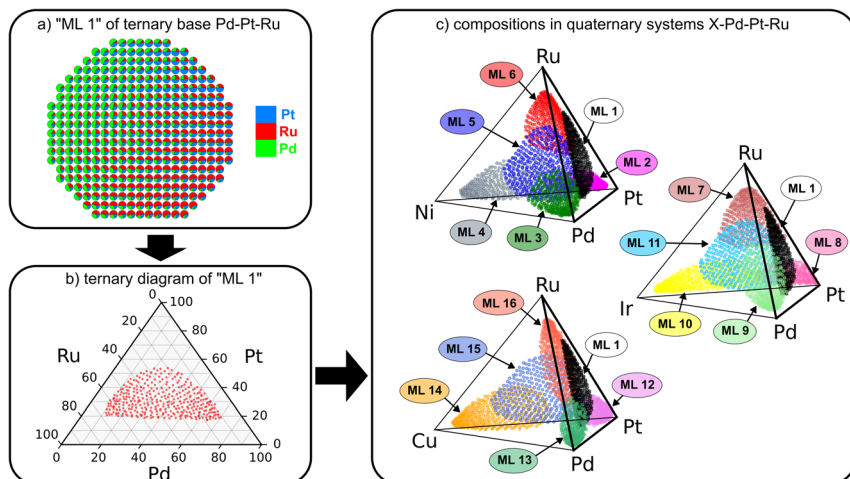 a) "ML 1" of ternary base Pd-Pt-Ru
Pt
Ru
Pd
b) ternary diagram of "ML 1"
0
100
20
80
40
60
Ru
Pt
60
40
80
20
100
0
0
20
40
60
80
100
Pd
c) compositions in quaternary systems X-Pd-Pt-Ru
Ru
ML 6
ML 1
ML 5
ML 2
Ni
Pt
ML 4
ML 3
Pd
Ru
ML 7
ML 1
ML 11
ML 8
Ir
Pt
ML 10
ML 9
Pd
Ru
ML 16
ML 1
ML 15
ML 14
ML 12
Cu
Pt
ML 13
Pd